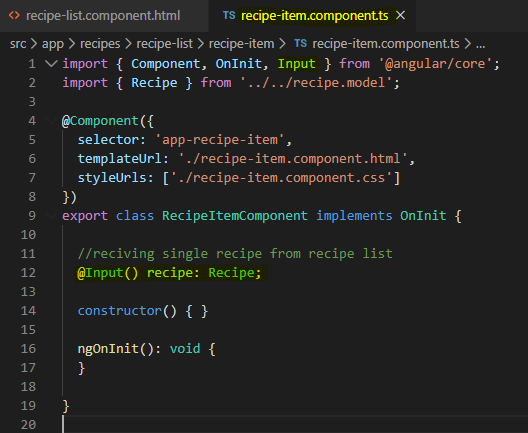 recipe-list.component.html TS recipe-item.component.ts
src > app > recipes > recipe-list > recipe-item > TS recipe-item.component.ts > ...
1 import { Component, OnInit, Input } from '@angular/core';
2 import { Recipe } from '../../recipe.model';
3
4 @Component({
5 selector: 'app-recipe-item',
6 templateUrl: './recipe-item.component.html',
7 styleUrls: ['./recipe-item.component.css']
8 })
9 export class RecipeItemComponent implements OnInit {
10
11 //reciving single recipe from recipe list
12 @Input() recipe: Recipe;
13
14 constructor() { }
15
16 ngOnInit(): void {
17 }
18
19 }
20